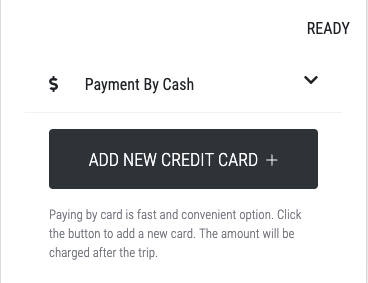 READY
$ Payment By Cash
ADD NEW CREDIT CARD +
Paying by card is fast and convenient option. Click
the button to add a new card. The amount will be
charged after the trip.